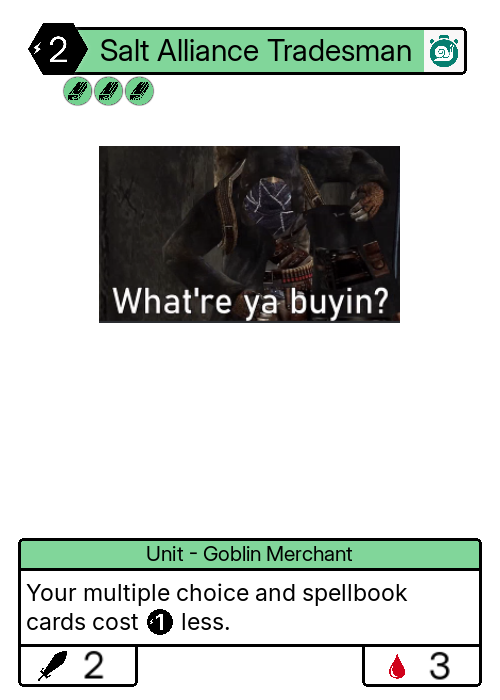 2 Salt Alliance Tradesman
What're ya buyin?
Unit - Goblin Merchant
Your multiple choice and spellbook
cards cost 1 less.
2 3